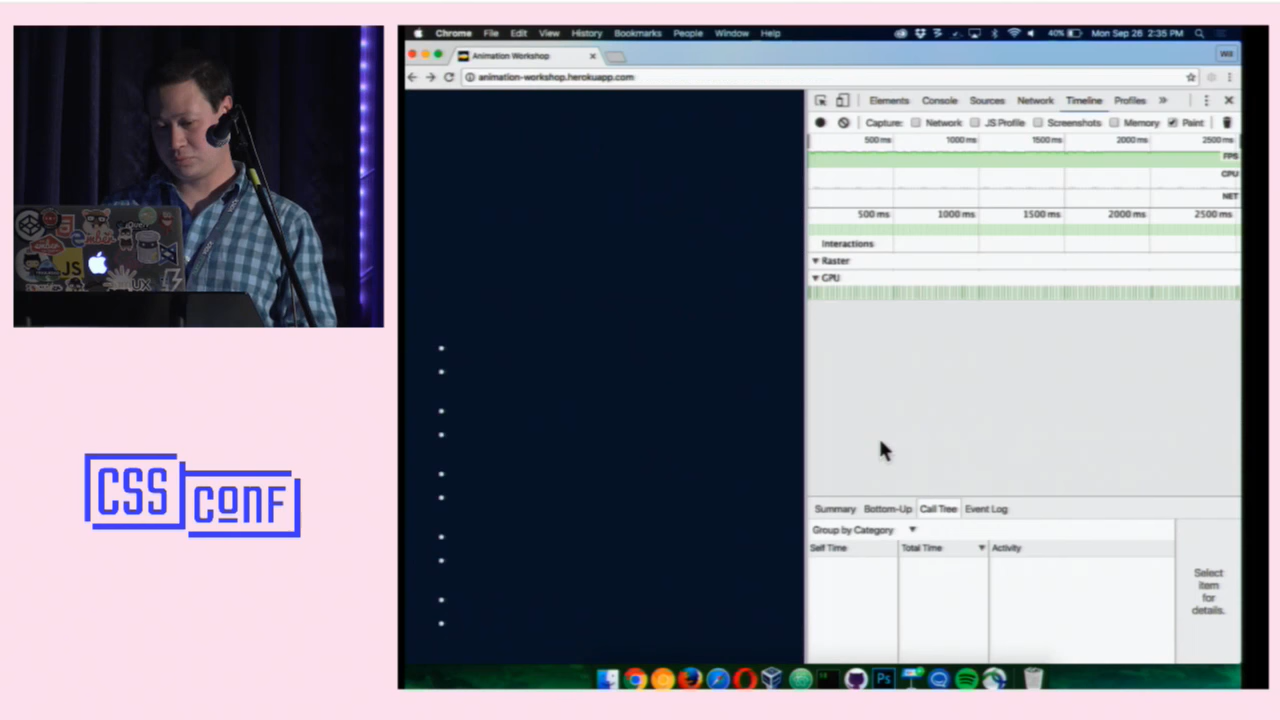 Chrome File Edit View History Bookmarks People Window Help 40% Mon Sep 26 2:35 PM
Animation Workshop
animation-workshop.herokuapp.com
Elements Console Sources Network Timeline Profiles »
Capture: Network JS Profile Screenshots Memory Paint
500 ms 1000 ms 1500 ms 2000 ms 2500 ms
FPS
CPU
NET
500 ms 1000 ms 1500 ms 2000 ms 2500 ms
Interactions
Raster
GPU
Summary Bottom-Up Call Tree Event Log
Group by Category
Self Time Total Time Activity
Select
item
for
details.
Ps
JS
CSS
CONF